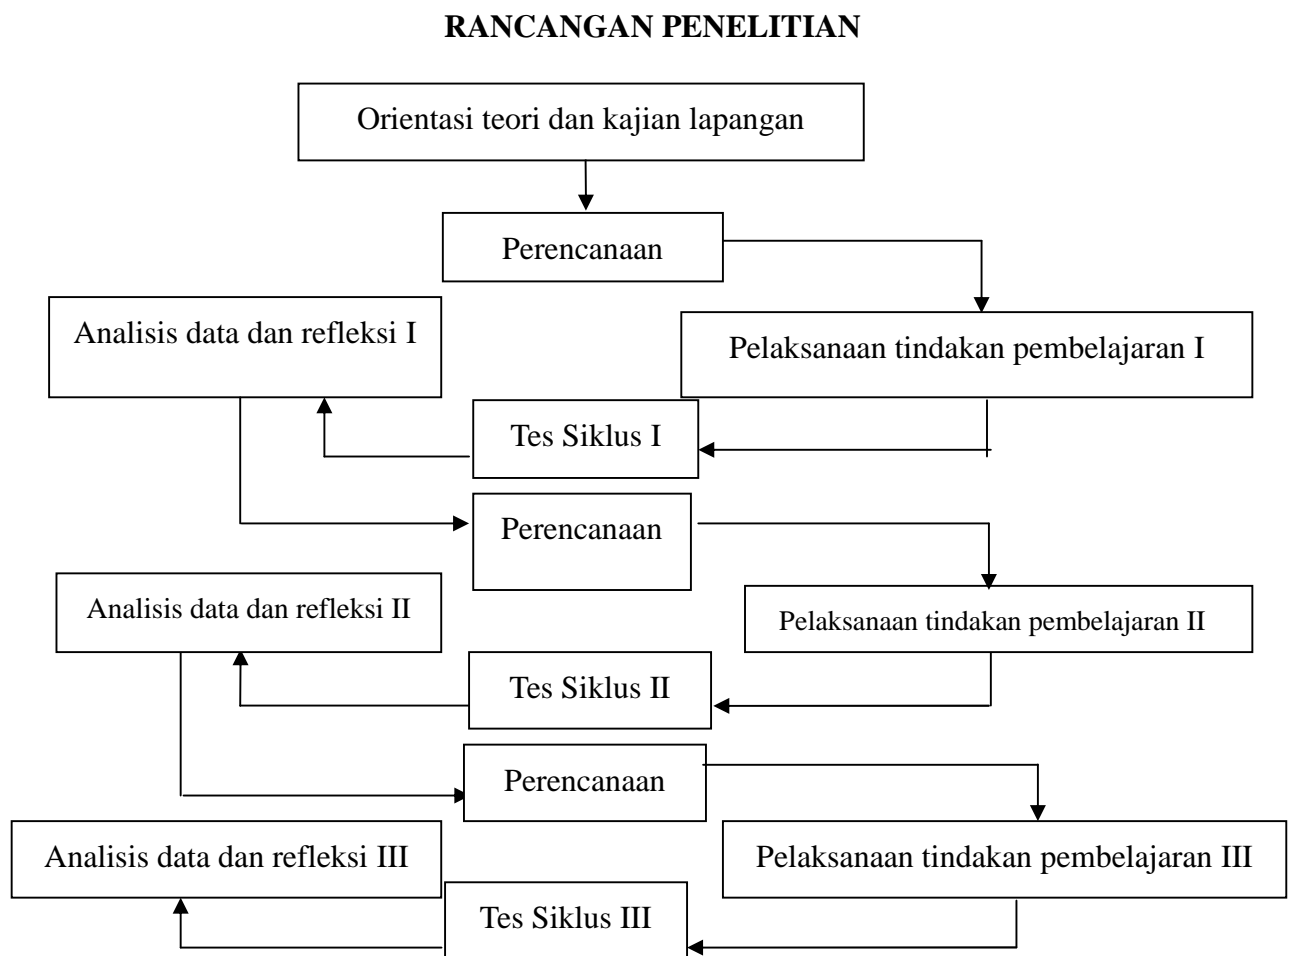 RANCANGAN PENELITIAN
Orientasi teori dan kajian lapangan
Perencanaan
Analisis data dan refleksi I
Pelaksanaan tindakan pembelajaran I
Tes Siklus I
Perencanaan
Analisis data dan refleksi II
Pelaksanaan tindakan pembelajaran II
Tes Siklus II
Perencanaan
Analisis data dan refleksi III
Pelaksanaan tindakan pembelajaran III
Tes Siklus III